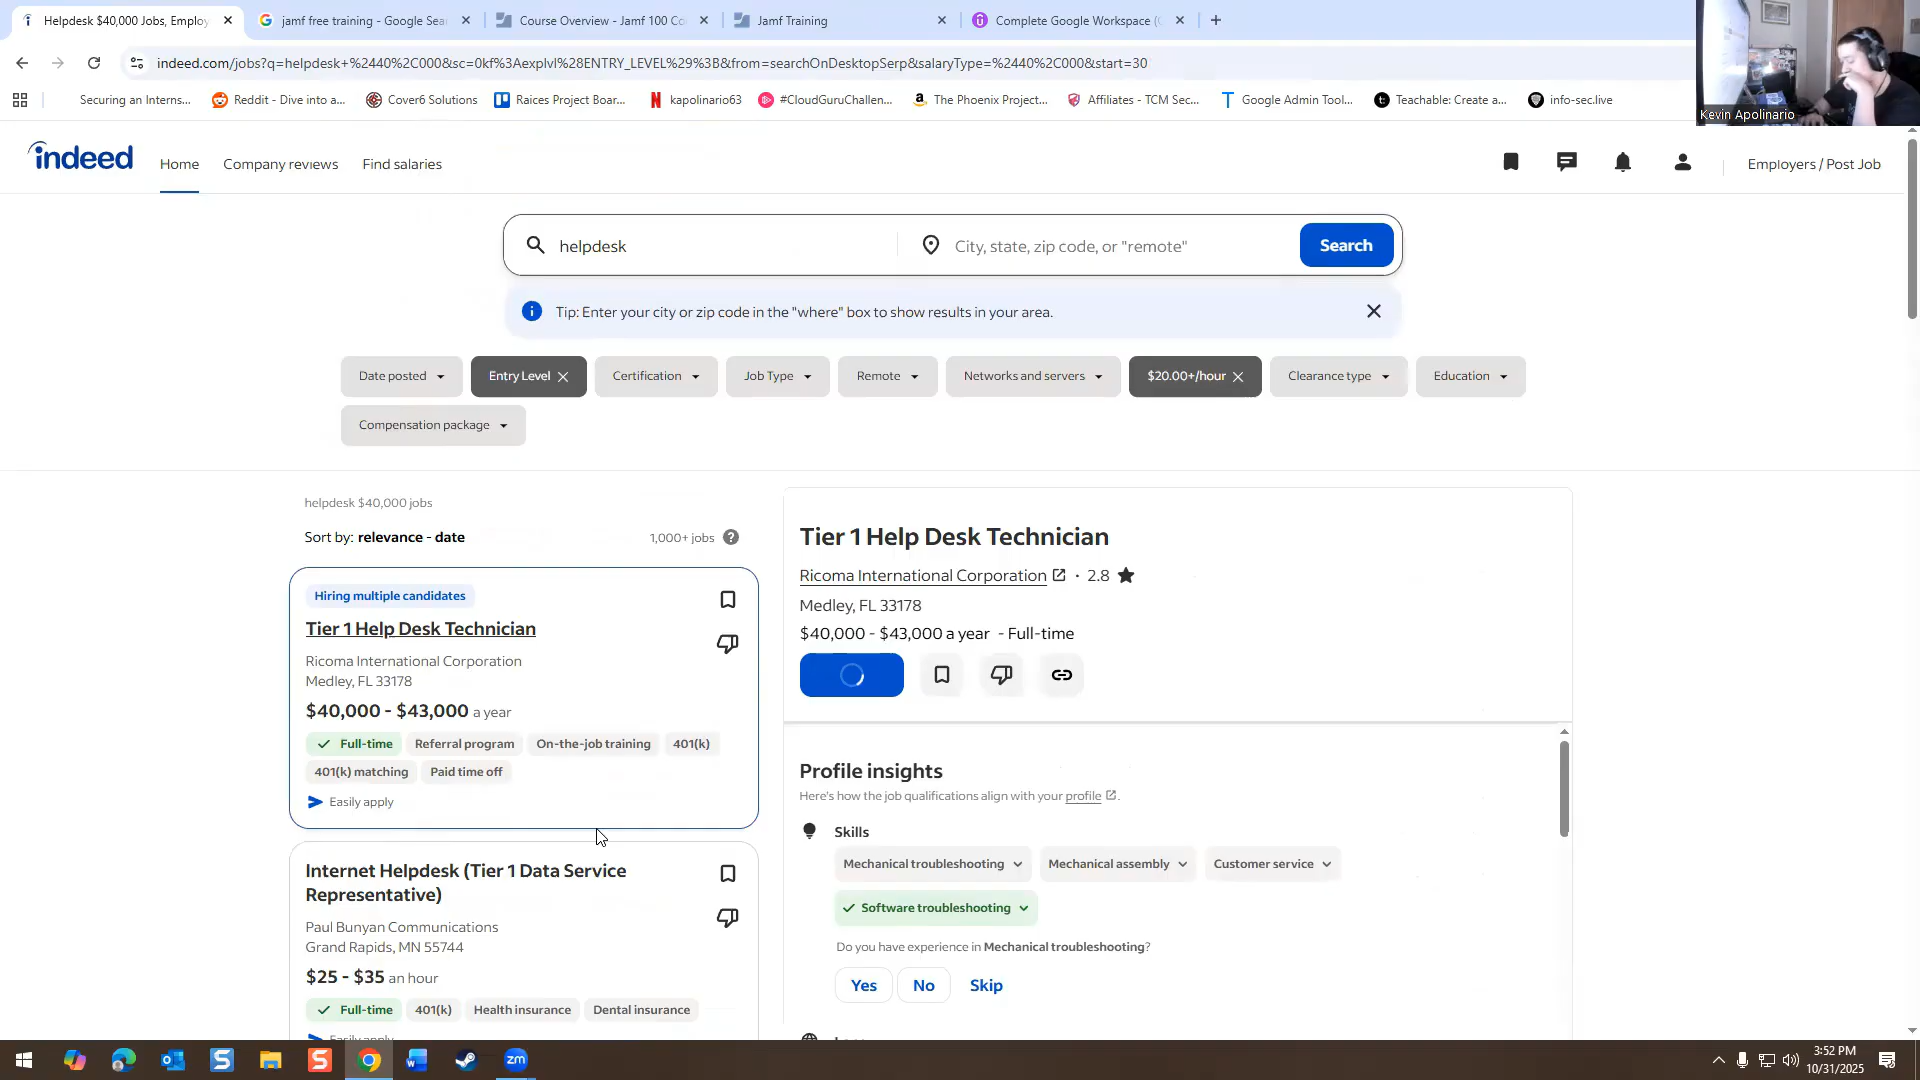 Helpdesk $40,000 Jobs, Employ
jamf free training - Google Sea
Course Overview - Jamf 100 Co
Jamf Training
Complete Google Workspace (
indeed.com/jobs?q=helpdesk+%2440%2C000&sc=0kf%3Aexplvl%28ENTRY_LEVEL%29%3B&from=searchOnDesktopSerp&salaryType=%2440%2C000&start=30
Securing an Interns...
Reddit - Dive into a...
Cover6 Solutions
Raices Project Boar...
kapolinario63
#CloudGuruChallen...
The Phoenix Project...
Affiliates - TCM Sec...
Google Admin Tool...
Teachable: Create a...
info-sec.live
Kevin Apolinario
indeed
Home
Company reviews
Find salaries
Employers / Post Job
helpdesk
City, state, zip code, or "remote"
Search
Tip: Enter your city or zip code in the "where" box to show results in your area.
Date posted
Entry Level
Certification
Job Type
Remote
Networks and servers
$20.00+/hour
Clearance type
Education
Compensation package
helpdesk $40,000 jobs
Sort by: relevance - date
1,000+ jobs
Hiring multiple candidates
Tier 1 Help Desk Technician
Ricoma International Corporation
Medley, FL 33178
$40,000 - $43,000 a year
Full-time
Referral program
On-the-job training
401(k)
401(k) matching
Paid time off
Easily apply
Internet Helpdesk (Tier 1 Data Service
Representative)
Paul Bunyan Communications
Grand Rapids, MN 55744
$25 - $35 an hour
Full-time
401(k)
Health insurance
Dental insurance
Easily apply
Tier 1 Help Desk Technician
Ricoma International Corporation · 2.8
Medley, FL 33178
$40,000 - $43,000 a year - Full-time
Profile insights
Here's how the job qualifications align with your profile.
Skills
Mechanical troubleshooting
Mechanical assembly
Customer service
Software troubleshooting
Do you have experience in Mechanical troubleshooting?
Yes
No
Skip
zm
3:52 PM
10/31/2025